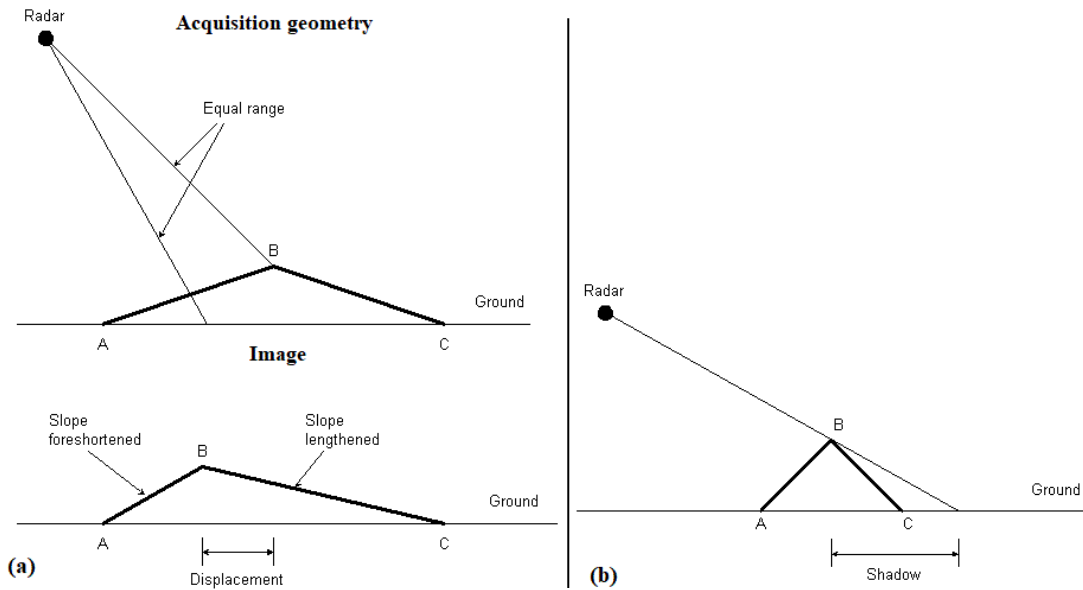 Radar
Acquisition geometry
Equal range
B
Ground
A
C
Image
Slope
foreshortened
B
Slope
lengthened
Ground
A
C
(a)
Displacement
Radar
B
Ground
A
C
(b)
Shadow